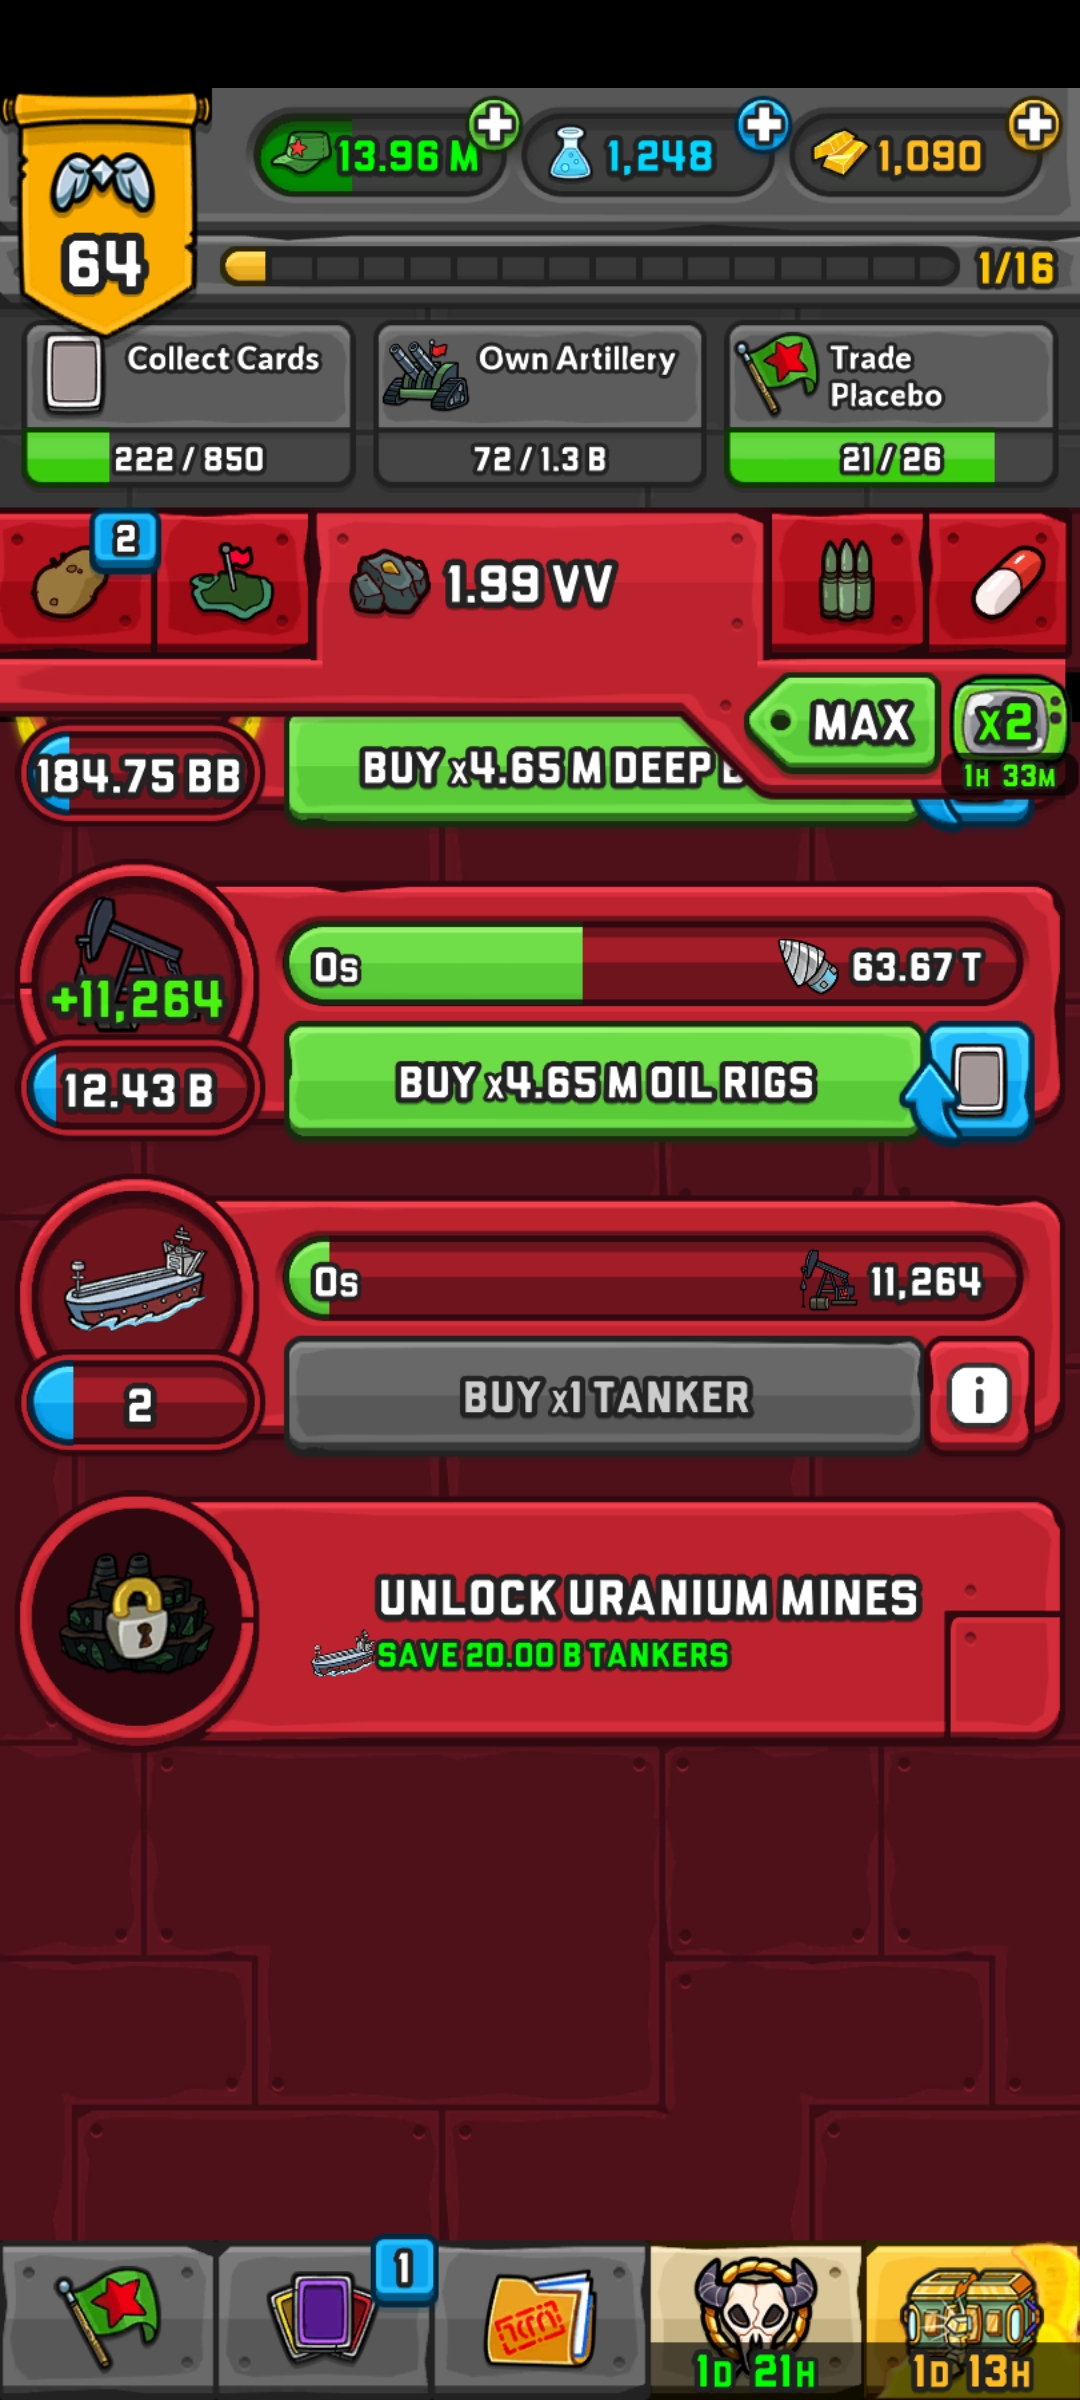 64
13.96 M
1,248
1,090
1/16
Collect Cards
222 / 850
Own Artillery
72 / 1.3 B
Trade
Placebo
21 / 26
2
1.99 VV
MAX
x2
1H 33M
184.75 BB
BUY x4.65 M DEEP
+11,264
0s
63.67 T
12.43 B
BUY x4.65 M OIL RIGS
0s
11,264
2
BUY x1 TANKER
i
UNLOCK URANIUM MINES
SAVE 20.00 B TANKERS
1
1D 21H
1D 13H